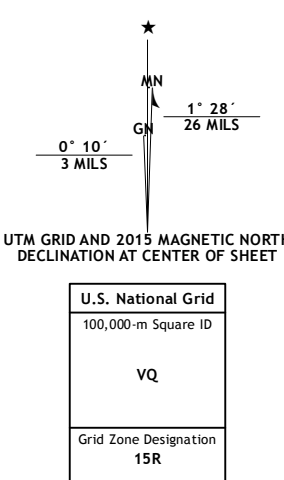 ★
MN
1° 28´
26 MILS
GN
0° 10´
3 MILS
UTM GRID AND 2015 MAGNETIC NORTH
DECLINATION AT CENTER OF SHEET
U.S. National Grid
100,000-m Square ID
VQ
Grid Zone Designation
15R